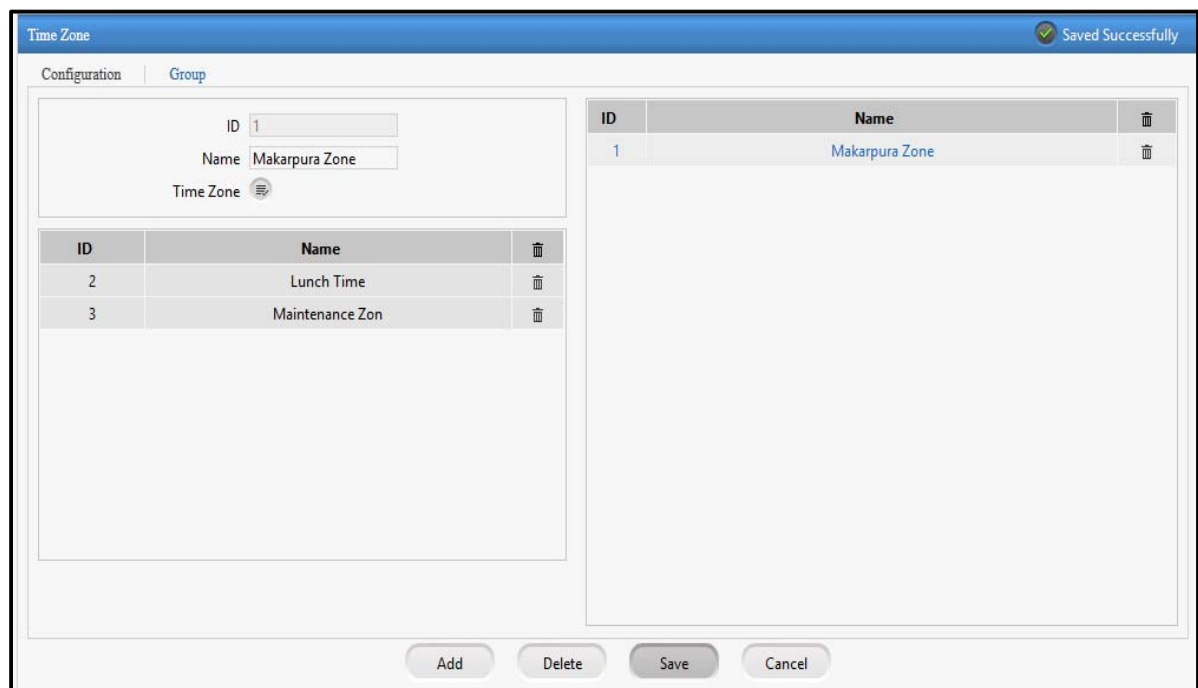 Time Zone
Saved Successfully
Configuration
Group
ID 1
Name Makarpura Zone
Time Zone
ID Name
2 Lunch Time
3 Maintenance Zon
ID Name
1 Makarpura Zone
Add Delete Save Cancel